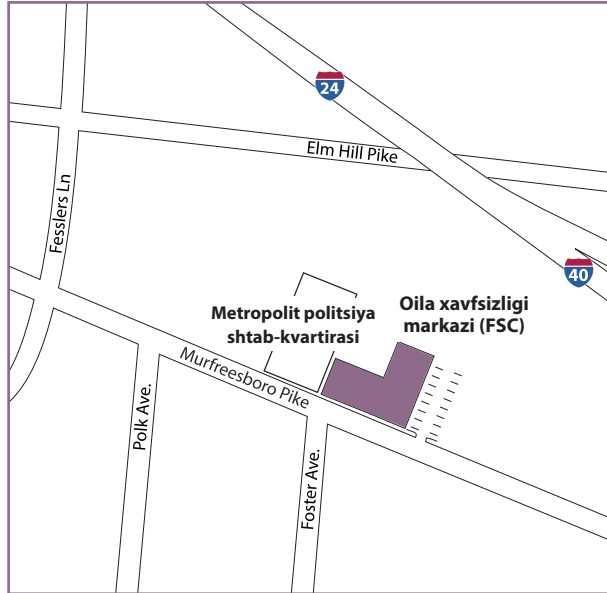 24
Elm Hill Pike
Fesslers Ln
40
Metropolit politsiya
shtab-kvartirasi
Oila xavfsizligi
markazi (FSC)
Murfreesboro Pike
Polk Ave.
Foster Ave.